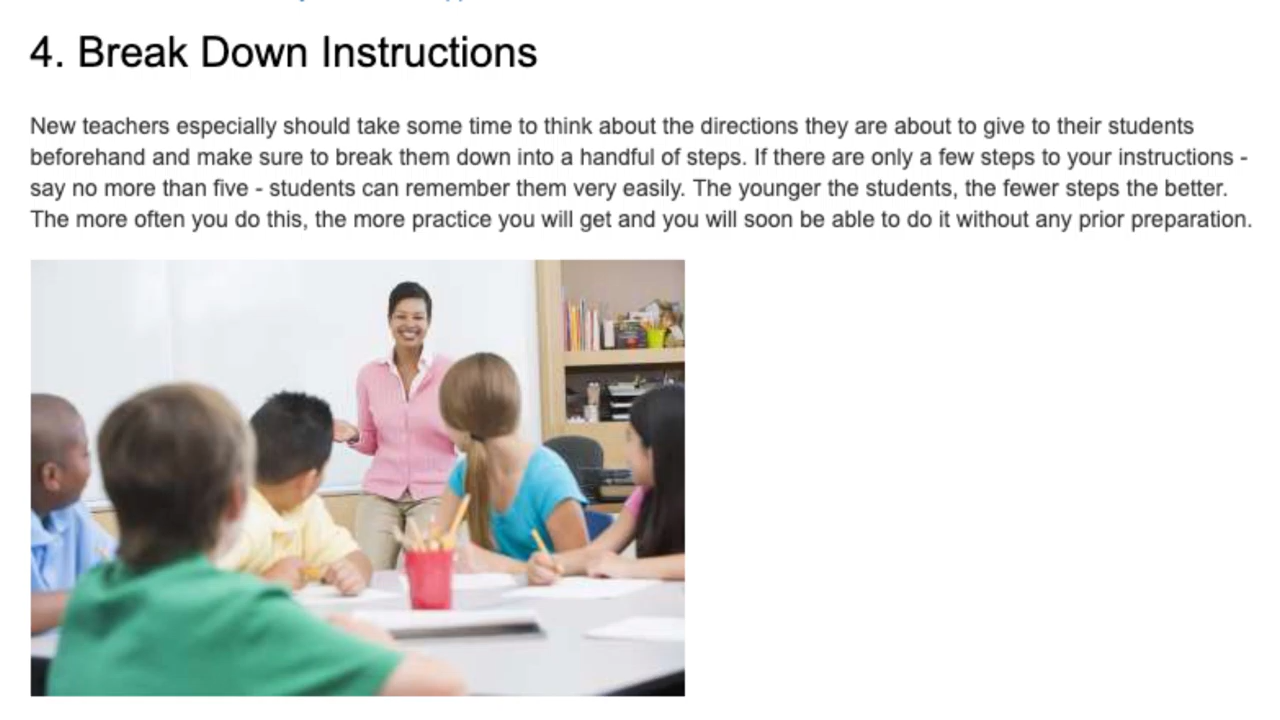 4. Break Down Instructions
New teachers especially should take some time to think about the directions they are about to give to their students
beforehand and make sure to break them down into a handful of steps. If there are only a few steps to your instructions -
say no more than five - students can remember them very easily. The younger the students, the fewer steps the better.
The more often you do this, the more practice you will get and you will soon be able to do it without any prior preparation.